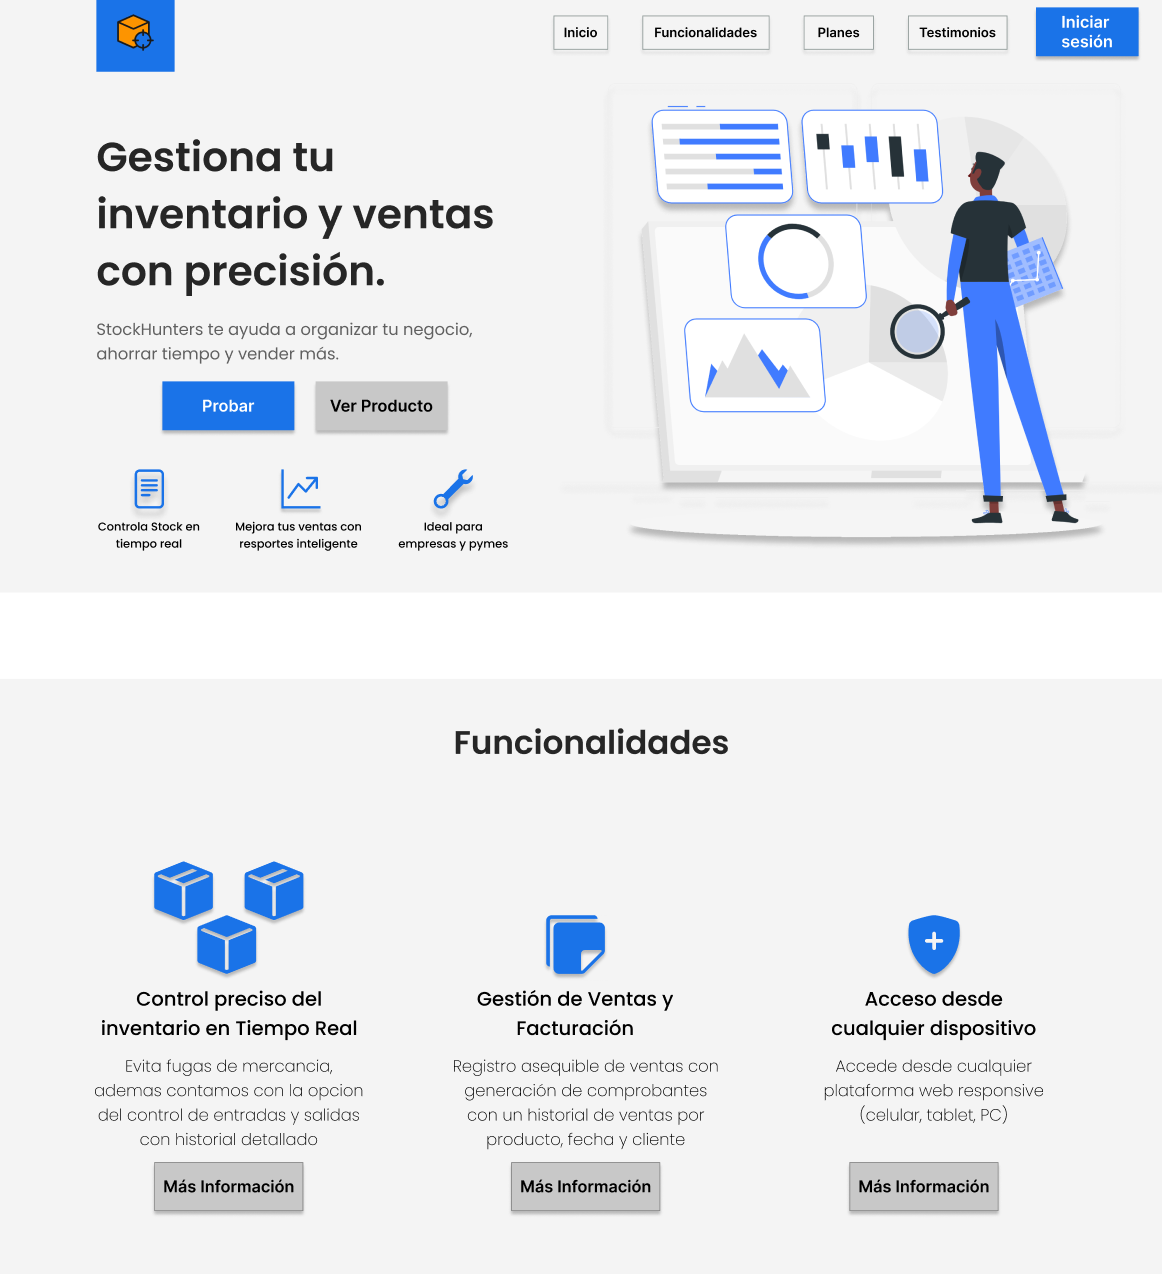 Inicio
Funcionalidades
Planes
Testimonios
Iniciar
sesión
Gestiona tu
inventario y ventas
con precisión.
StockHunters te ayuda a organizar tu negocio,
ahorrar tiempo y vender más.
Probar
Ver Producto
Controla Stock en
tiempo real
Mejora tus ventas con
resportes inteligente
Ideal para
empresas y pymes
Funcionalidades
Control preciso del
inventario en Tiempo Real
Evita fugas de mercancia,
ademas contamos con la opcion
del control de entradas y salidas
con historial detallado
Más Información
Gestión de Ventas y
Facturación
Registro asequible de ventas con
generación de comprobantes
con un historial de ventas por
producto, fecha y cliente
Más Información
Acceso desde
cualquier dispositivo
Accede desde cualquier
plataforma web responsive
(celular, tablet, PC)
Más Información